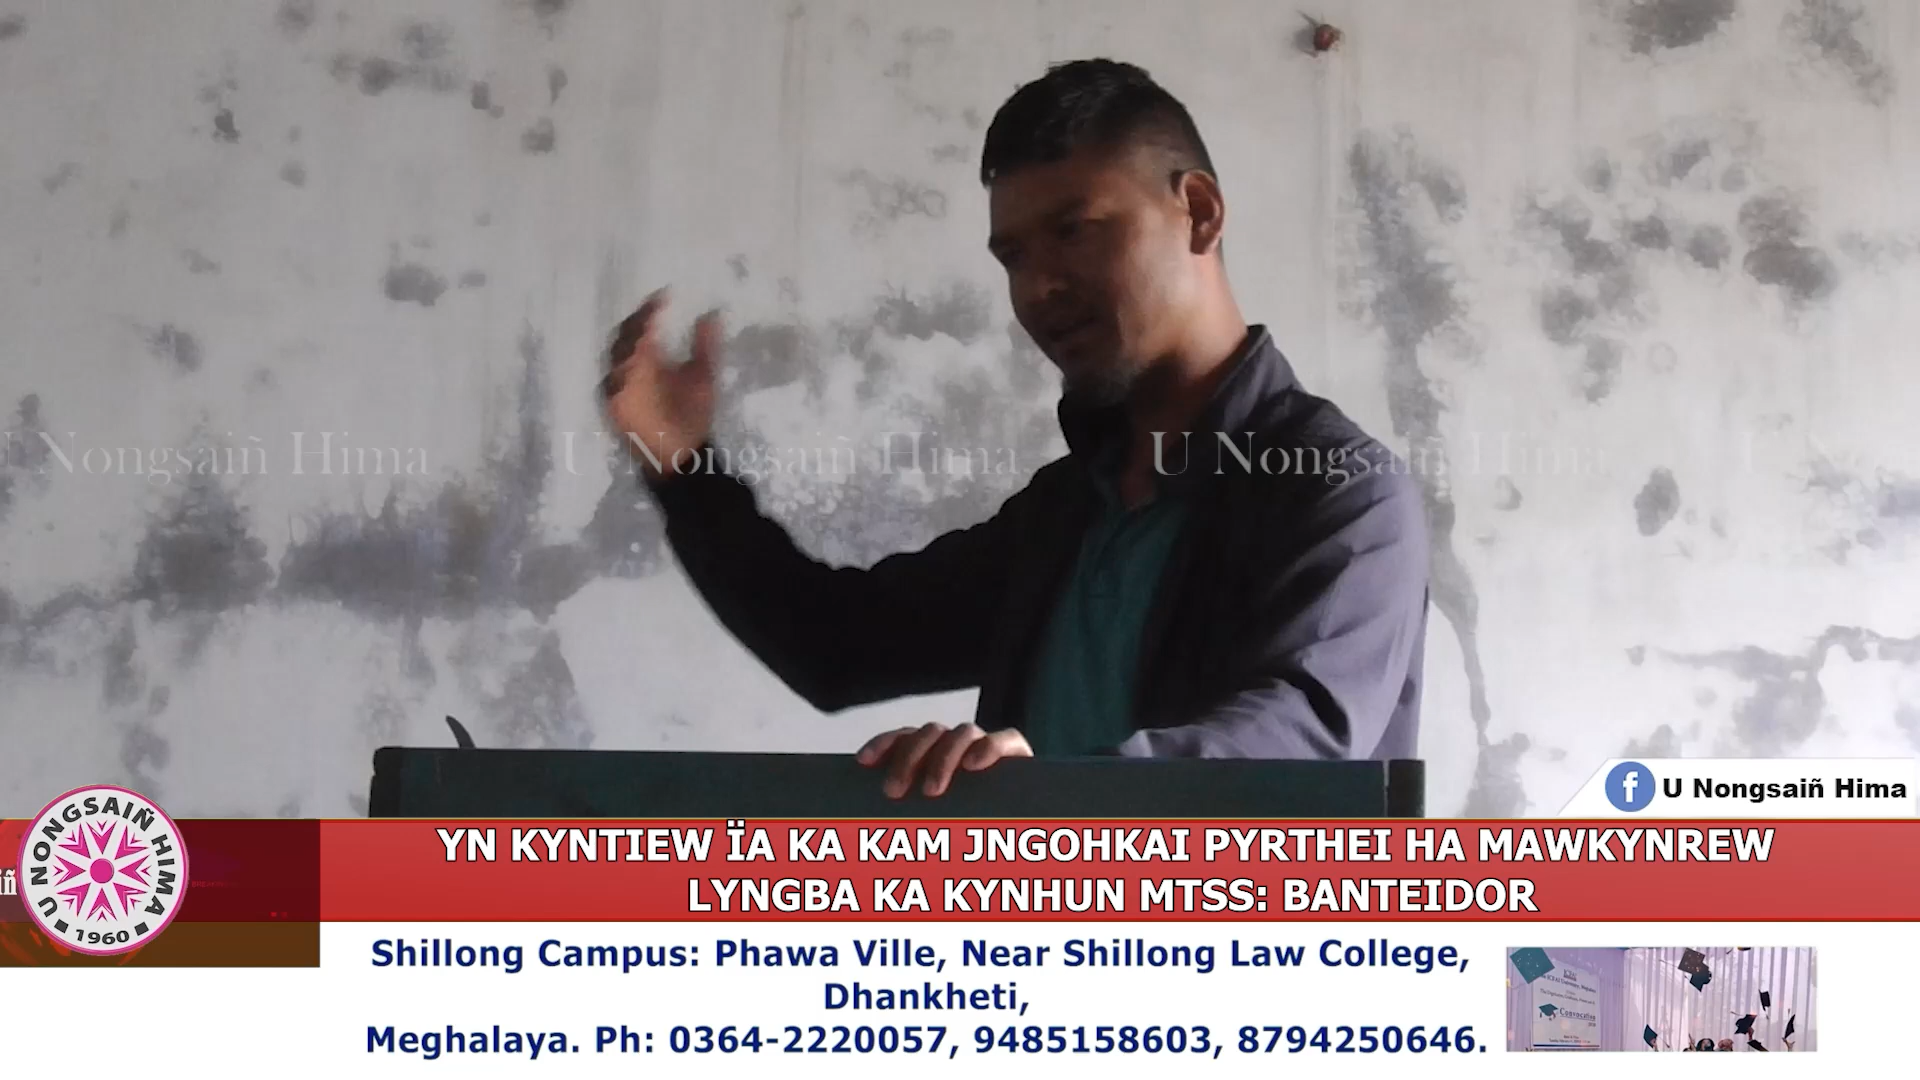 U Nongsaiñ Hima U Nongsaiñ Hima U Nongsaiñ Hima U
U Nongsaiñ Hima
U NONGSAIÑ HIMA
1960
YN KYNTIEW ÏA KA KAM JNGOHKAI PYRTHEI HA MAWKYNREW
LYNGBA KA KYNHUN MTSS: BANTEIDOR
Shillong Campus: Phawa Ville, Near Shillong Law College,
Dhankheti,
Meghalaya. Ph: 0364-2220057, 9485158603, 8794250646.
Convocation